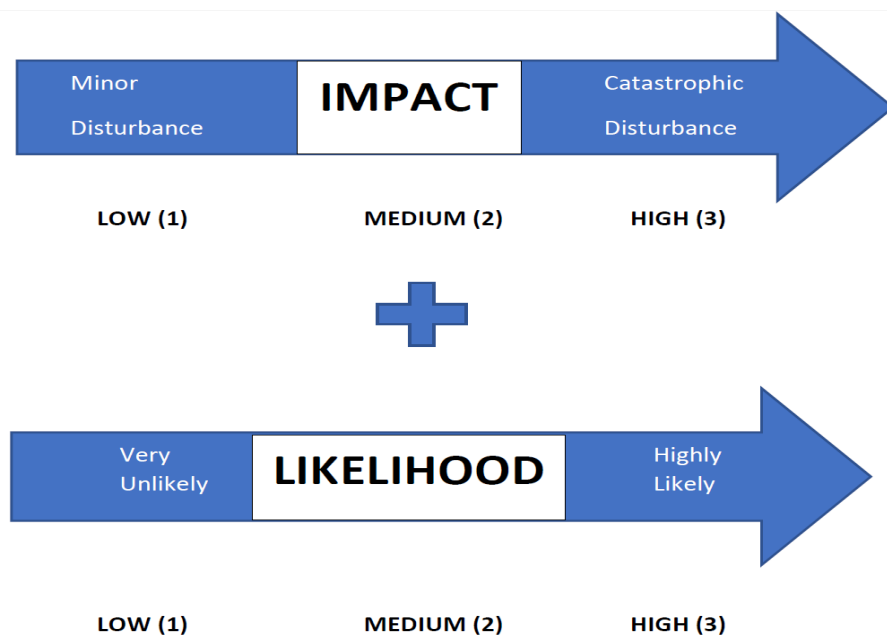 Minor
Disturbance
IMPACT
Catastrophic
Disturbance
LOW (1)
MEDIUM (2)
HIGH (3)
Very
Unlikely
LIKELIHOOD
Highly
Likely
LOW (1)
MEDIUM (2)
HIGH (3)